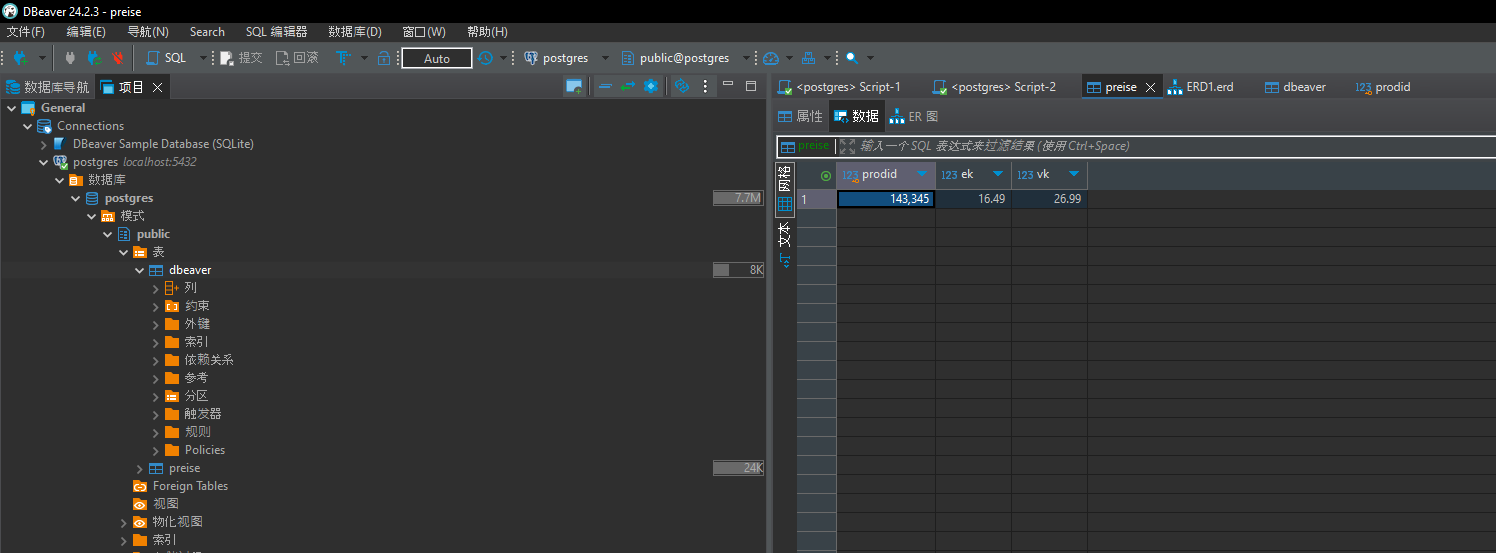 DBeaver 24.2.3 - preise
文件(F) 编辑(E) 导航(N) Search SQL 编辑器 数据库(D) 窗口(W) 帮助(H)
SQL 提交 回滚 Auto postgres public@postgres
数据库导航 项目
<postgres> Script-1 <postgres> Script-2 preise ERD1.erd dbeaver prodid
属性 数据 ER 图
preise 输入一个 SQL 表达式来过滤结果 (使用 Ctrl+Space)
网格
文本
123 prodid 123 ek 123 vk
1 143,345 16.49 26.99
General
Connections
DBeaver Sample Database (SQLite)
postgres localhost:5432
数据库
postgres 7.7M
模式
public
表
dbeaver 8K
列
约束
外键
索引
依赖关系
参考
分区
触发器
规则
Policies
preise 24K
Foreign Tables
视图
物化视图
索引